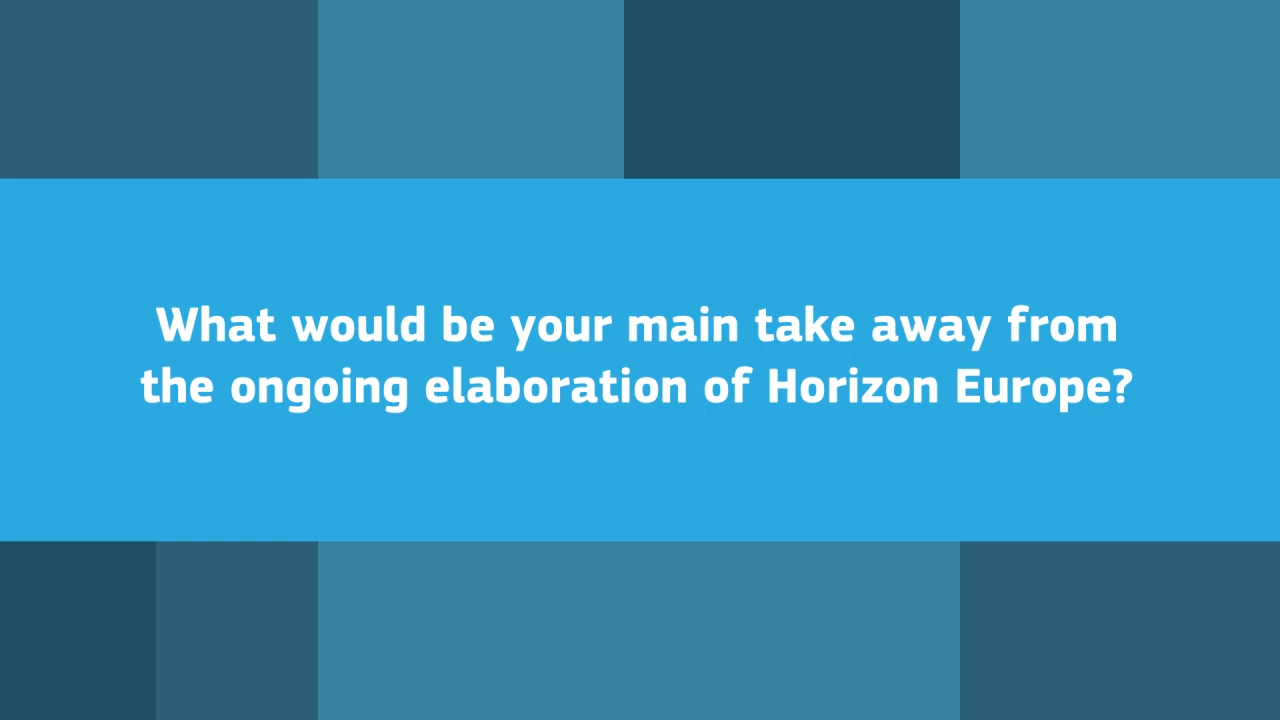 What would be your main take away from
the ongoing elaboration of Horizon Europe?